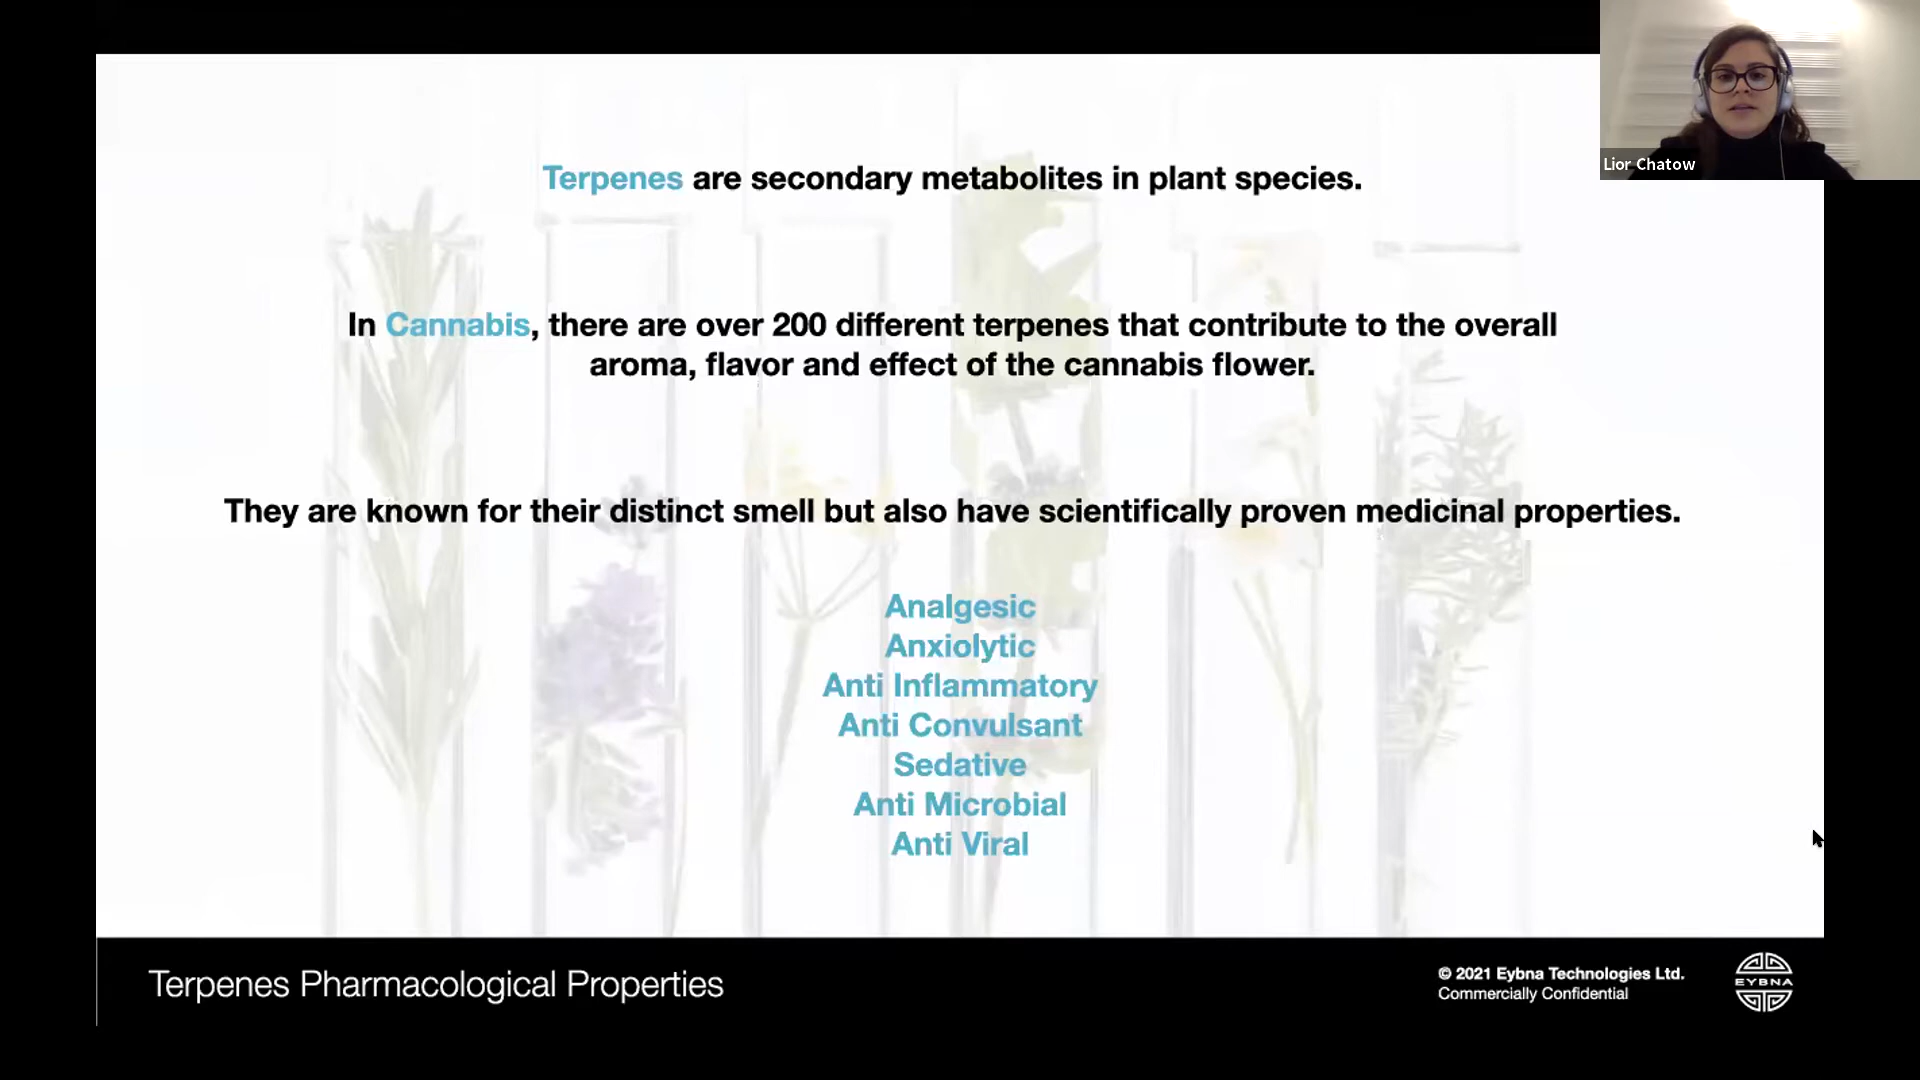 Lior Chatow
Terpenes are secondary metabolites in plant species.
In Cannabis, there are over 200 different terpenes that contribute to the overall
aroma, flavor and effect of the cannabis flower.
They are known for their distinct smell but also have scientifically proven medicinal properties.
Analgesic
Anxiolytic
Anti Inflammatory
Anti Convulsant
Sedative
Anti Microbial
Anti Viral
Terpenes Pharmacological Properties
© 2021 Eybna Technologies Ltd.
Commercially Confidential
EYBNA